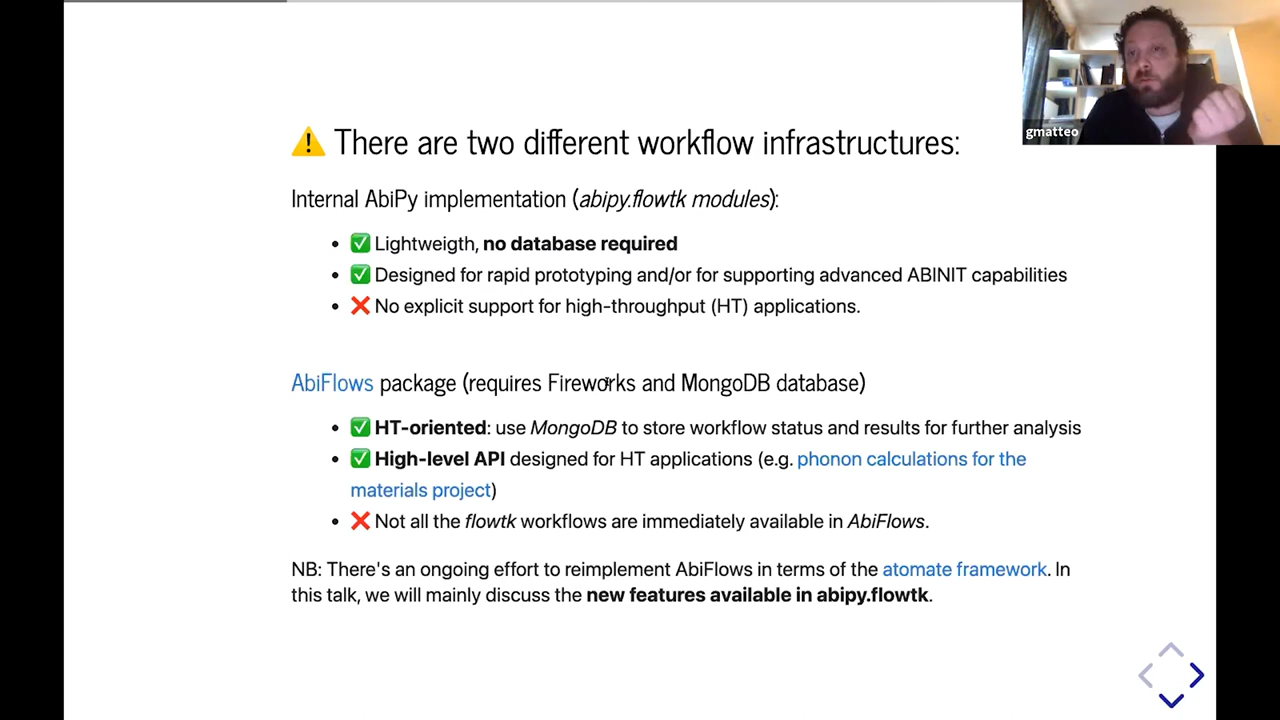 gmatteo
⚠️ There are two different workflow infrastructures:
Internal AbiPy implementation (abipy.flowtk modules):
• ✅ Lightweigth, no database required
• ✅ Designed for rapid prototyping and/or for supporting advanced ABINIT capabilities
• ❌ No explicit support for high-throughput (HT) applications.
AbiFlows package (requires Fireworks and MongoDB database)
• ✅ HT-oriented: use MongoDB to store workflow status and results for further analysis
• ✅ High-level API designed for HT applications (e.g. phonon calculations for the
materials project)
• ❌ Not all the flowtk workflows are immediately available in AbiFlows.
NB: There's an ongoing effort to reimplement AbiFlows in terms of the atomate framework. In
this talk, we will mainly discuss the new features available in abipy.flowtk.